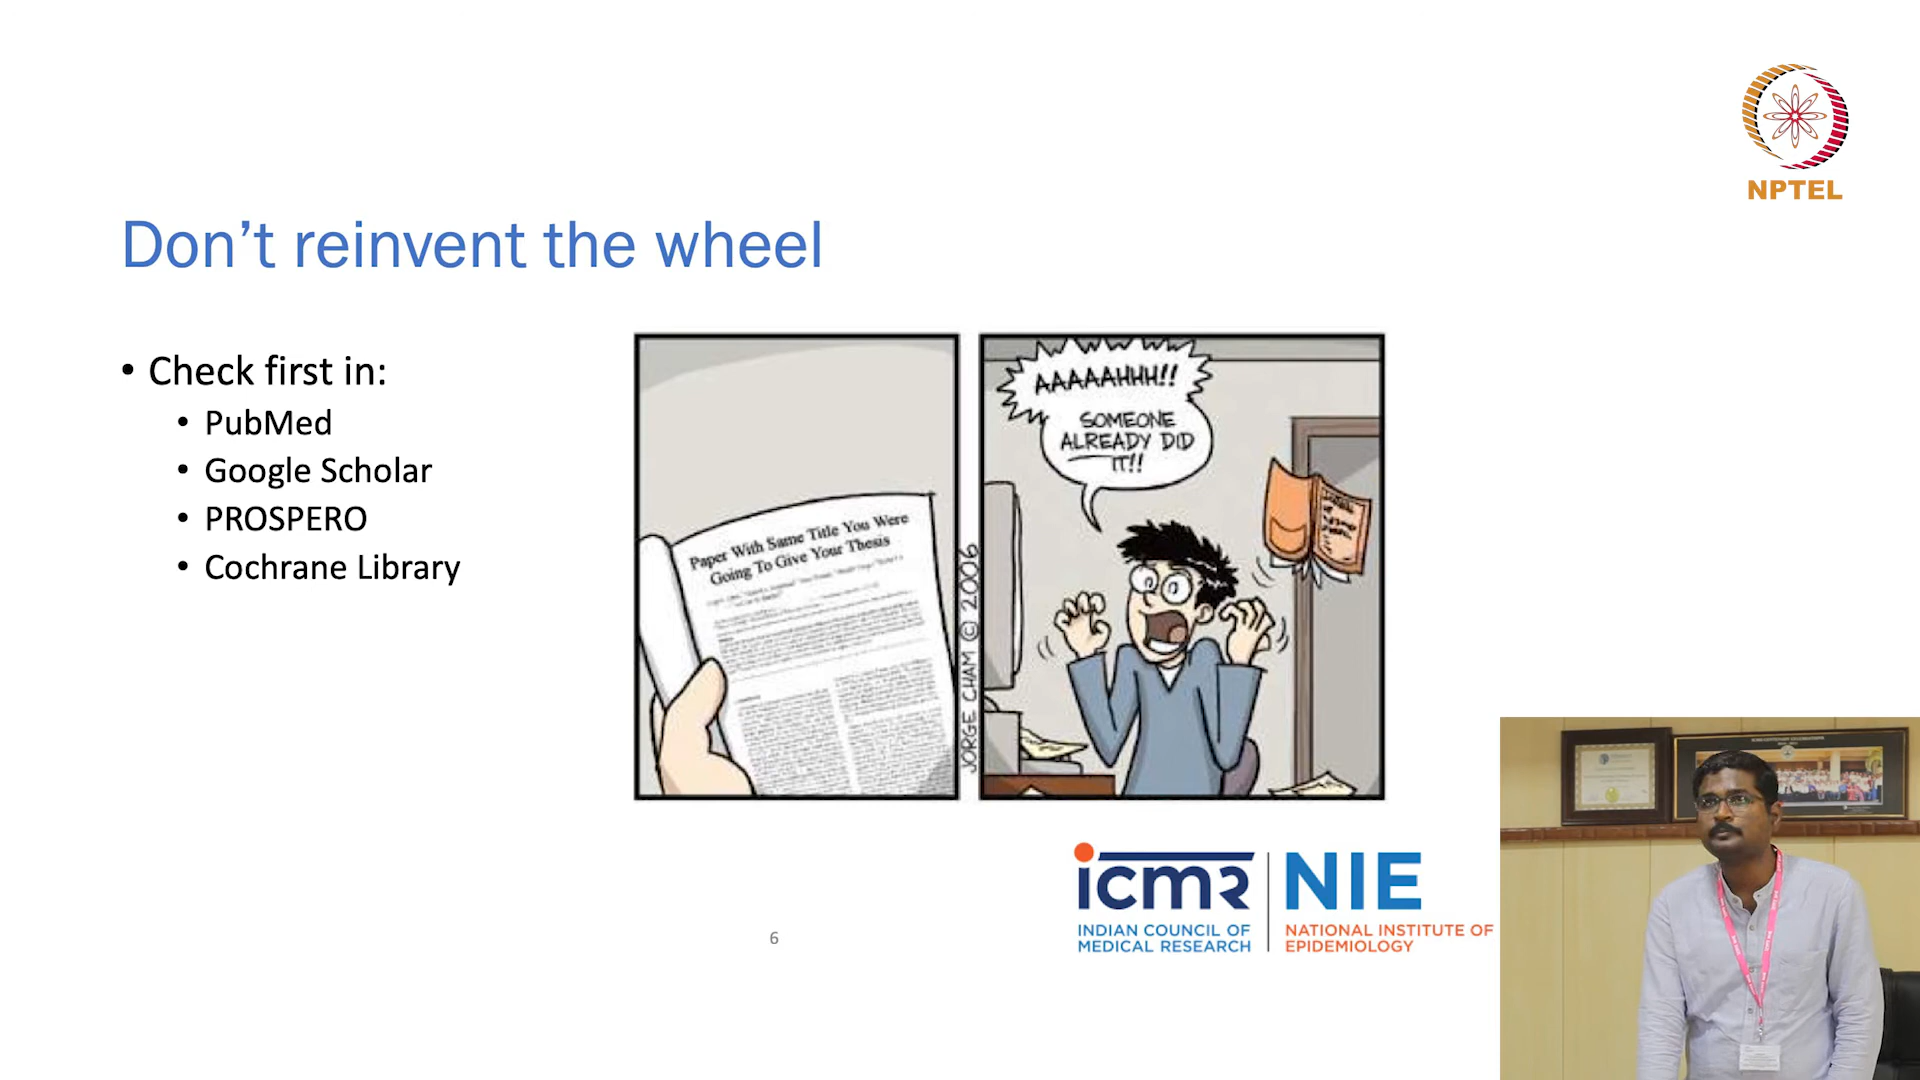 NPTEL
Don't reinvent the wheel
• Check first in:
• PubMed
• Google Scholar
• PROSPERO
• Cochrane Library
Paper With Same Title You Were
Going To Give Your Thesis
JORGE CHAM © 2006
AAAAAHHH!!
SOMEONE
ALREADY DID
IT!!
6
icmr
INDIAN COUNCIL OF
MEDICAL RESEARCH
NIE
NATIONAL INSTITUTE OF
EPIDEMIOLOGY